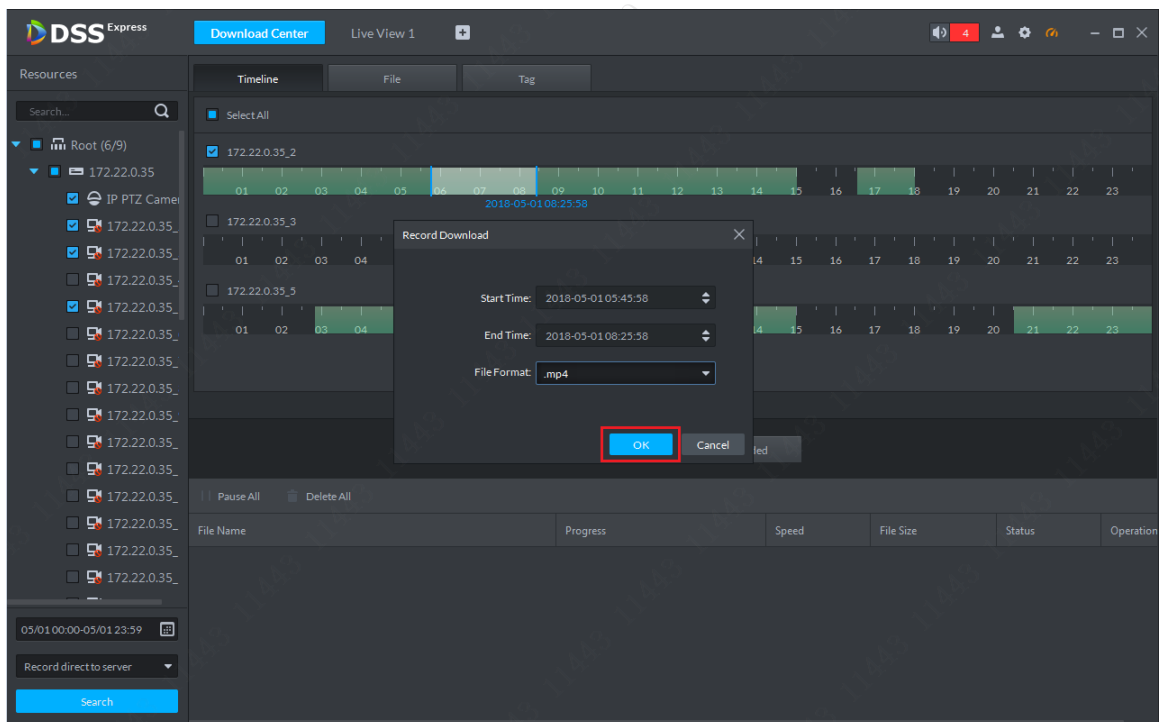 DSS Express
Download Center
Live View 1
4
Resources
Timeline
File
Tag
Search...
Select All
Root (6/9)
172.22.0.35
IP PTZ Camer
172.22.0.35_
172.22.0.35_
172.22.0.35_
172.22.0.35_
172.22.0.35_
172.22.0.35_
172.22.0.35_
172.22.0.35_
172.22.0.35_
172.22.0.35_
172.22.0.35_
172.22.0.35_
172.22.0.35_
172.22.0.35_
172.22.0.35_2
01 02 03 04 05 06 07 08 09 10 11 12 13 14 15 16 17 18 19 20 21 22 23
2018-05-01 08:25:58
172.22.0.35_3
01 02 03 04 14 15 16 17 18 19 20 21 22 23
172.22.0.35_5
01 02 03 04 14 15 16 17 18 19 20 21 22 23
Record Download
Start Time: 2018-05-01 05:45:58
End Time: 2018-05-01 08:25:58
File Format: .mp4
OK
Cancel
ded
Pause All
Delete All
File Name
Progress
Speed
File Size
Status
Operation
05/01 00:00-05/01 23:59
Record direct to server
Search